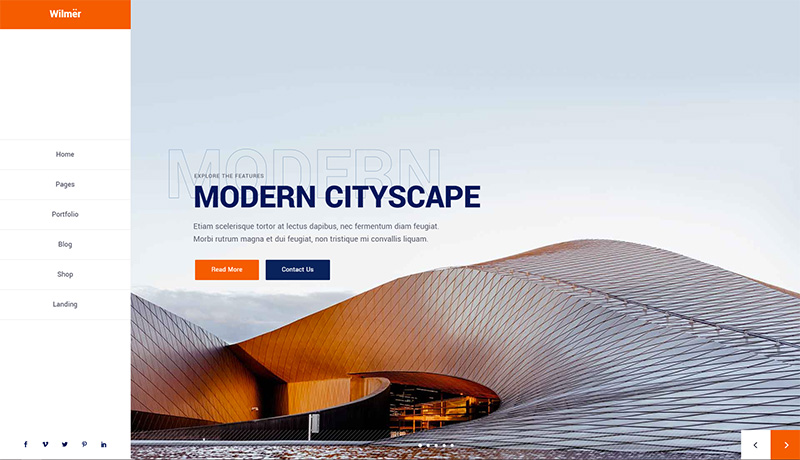 Wilmër
Home
Pages
Portfolio
Blog
Shop
Landing
MODERN
EXPLORE THE FEATURES
MODERN CITYSCAPE
Etiam scelerisque tortor at lectus dapibus, nec fermentum diam feugiat.
Morbi rutrum magna et dui feugiat, non tristique mi convallis liquam.
Read More
Contact Us